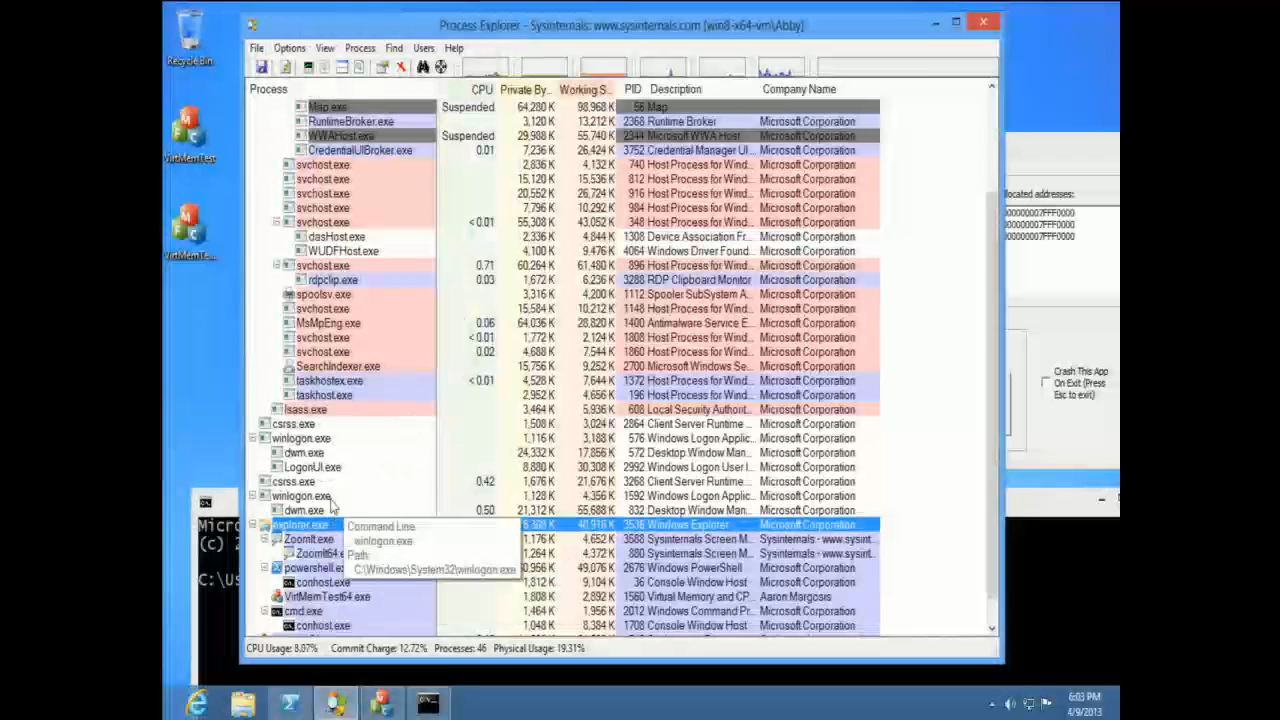 Process Explorer - Sysinternals: www.sysinternals.com [win8-x64-vm\Abby]
Recycle Bin
VirtMemTest
VirtMemTe...
File Options View Process Find Users Help
Process CPU Private By... Working S... PID Description Company Name
Map.exe Suspended 64,280 K 98,968 K 56 Map
RuntimeBroker.exe 3,120 K 13,212 K 2368 Runtime Broker Microsoft Corporation
WWAHost.exe Suspended 29,988 K 55,740 K 2344 Microsoft WWA Host Microsoft Corporation
CredentialUIBroker.exe 0.01 7,236 K 26,424 K 3752 Credential Manager UI... Microsoft Corporation
svchost.exe 2,836 K 4,132 K 740 Host Process for Wind... Microsoft Corporation
svchost.exe 15,120 K 15,536 K 812 Host Process for Wind... Microsoft Corporation
svchost.exe 20,552 K 26,724 K 916 Host Process for Wind... Microsoft Corporation
svchost.exe 7,796 K 10,292 K 984 Host Process for Wind... Microsoft Corporation
svchost.exe < 0.01 55,308 K 43,052 K 348 Host Process for Wind... Microsoft Corporation
dasHost.exe 2,336 K 4,844 K 1308 Device Association Fr... Microsoft Corporation
WUDFHost.exe 4,100 K 9,476 K 4064 Windows Driver Found... Microsoft Corporation
svchost.exe 0.71 60,264 K 61,480 K 896 Host Process for Wind... Microsoft Corporation
rdpclip.exe 0.03 1,672 K 6,236 K 3288 RDP Clipboard Monitor Microsoft Corporation
spoolsv.exe 3,316 K 4,200 K 1112 Spooler SubSystem A... Microsoft Corporation
svchost.exe 15,584 K 10,212 K 1148 Host Process for Wind... Microsoft Corporation
MsMpEng.exe 0.06 64,036 K 28,820 K 1400 Antimalware Service E... Microsoft Corporation
svchost.exe < 0.01 1,772 K 2,124 K 1640 Host Process for Wind... Microsoft Corporation
svchost.exe 0.02 4,688 K 7,544 K 1860 Host Process for Wind... Microsoft Corporation
SearchIndexer.exe 15,756 K 9,252 K 2700 Microsoft Windows Se... Microsoft Corporation
taskhostex.exe < 0.01 4,528 K 7,644 K 1372 Host Process for Wind... Microsoft Corporation
taskhost.exe 2,952 K 4,656 K 196 Host Process for Wind... Microsoft Corporation
lsass.exe 3,464 K 5,936 K 608 Local Security Authorit... Microsoft Corporation
csrss.exe 1,508 K 3,024 K 2864 Client Server Runtime ... Microsoft Corporation
winlogon.exe 1,116 K 3,188 K 576 Windows Logon Applic... Microsoft Corporation
dwm.exe 24,332 K 17,856 K 572 Desktop Window Man... Microsoft Corporation
LogonUI.exe 8,880 K 30,308 K 2992 Windows Logon User I... Microsoft Corporation
csrss.exe 0.42 1,676 K 21,676 K 3268 Client Server Runtime ... Microsoft Corporation
winlogon.exe 1,128 K 4,356 K 1592 Windows Logon Applic... Microsoft Corporation
dwm.exe 0.50 21,312 K 55,688 K 832 Desktop Window Man... Microsoft Corporation
explorer.exe 40,916 K 3536 Windows Explorer Microsoft Corporation
ZoomIt.exe 1,176 K 4,652 K 3588 Sysinternals Screen M... Sysinternals - www.sysint...
ZoomIt64.e 1,264 K 4,372 K 880 Sysinternals Screen M... Sysinternals - www.sysint...
powershell.ex 49,076 K 2676 Windows PowerShell Microsoft Corporation
conhost.exe 1,812 K 9,104 K 36 Console Window Host Microsoft Corporation
VirtMemTest64.exe 1,808 K 2,892 K 1560 Virtual Memory and CP... Aaron Margosis
cmd.exe 1,464 K 1,956 K 2012 Windows Command Pr... Microsoft Corporation
conhost.exe 1,048 K 8,384 K 1708 Console Window Host Microsoft Corporation
Command Line:
winlogon.exe
Path:
C:\Windows\System32\winlogon.exe
CPU Usage: 8.07% Commit Charge: 12.72% Processes: 46 Physical Usage: 19.31%
located addresses:
00000007FFF0000
00000007FFF0000
00000007FFF0000
Crash This App
On Exit (Press
Esc to exit)
Micro
(c) 2
C:\Us
6:03 PM
4/9/2013